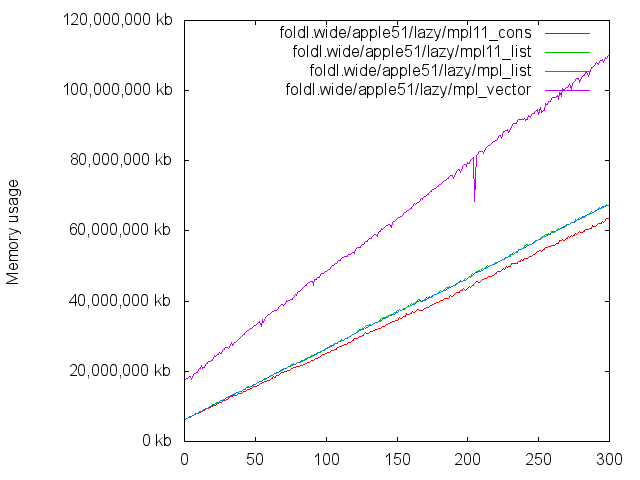 120,000,000 kb
foldl.wide/apple51/lazy/mpl11_cons
foldl.wide/apple51/lazy/mpl11_list
foldl.wide/apple51/lazy/mpl_list
foldl.wide/apple51/lazy/mpl_vector
100,000,000 kb
80,000,000 kb
60,000,000 kb
40,000,000 kb
20,000,000 kb
0 kb
Memory usage
0 50 100 150 200 250 300